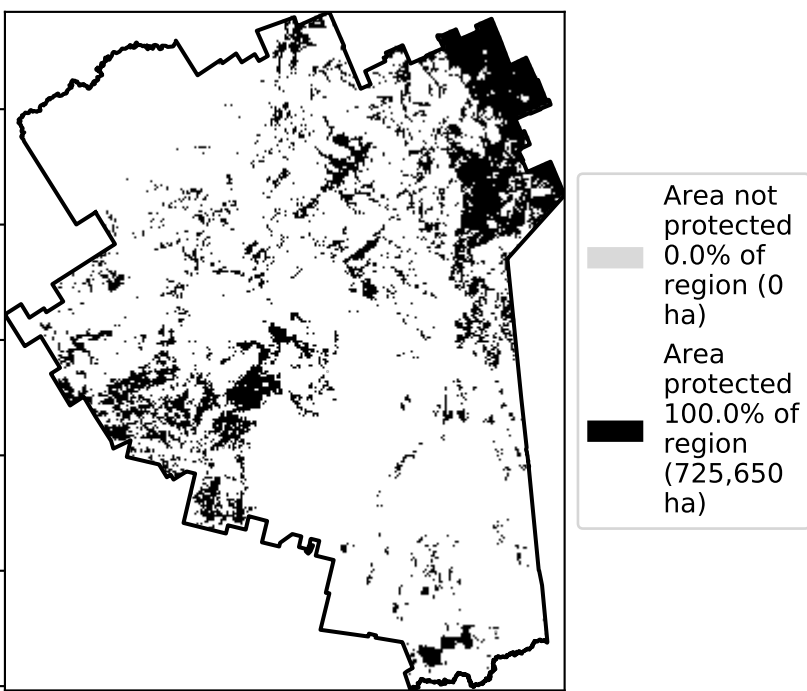 Area not
protected
0.0% of
region (0
ha)
Area
protected
100.0% of
region
(725,650
ha)